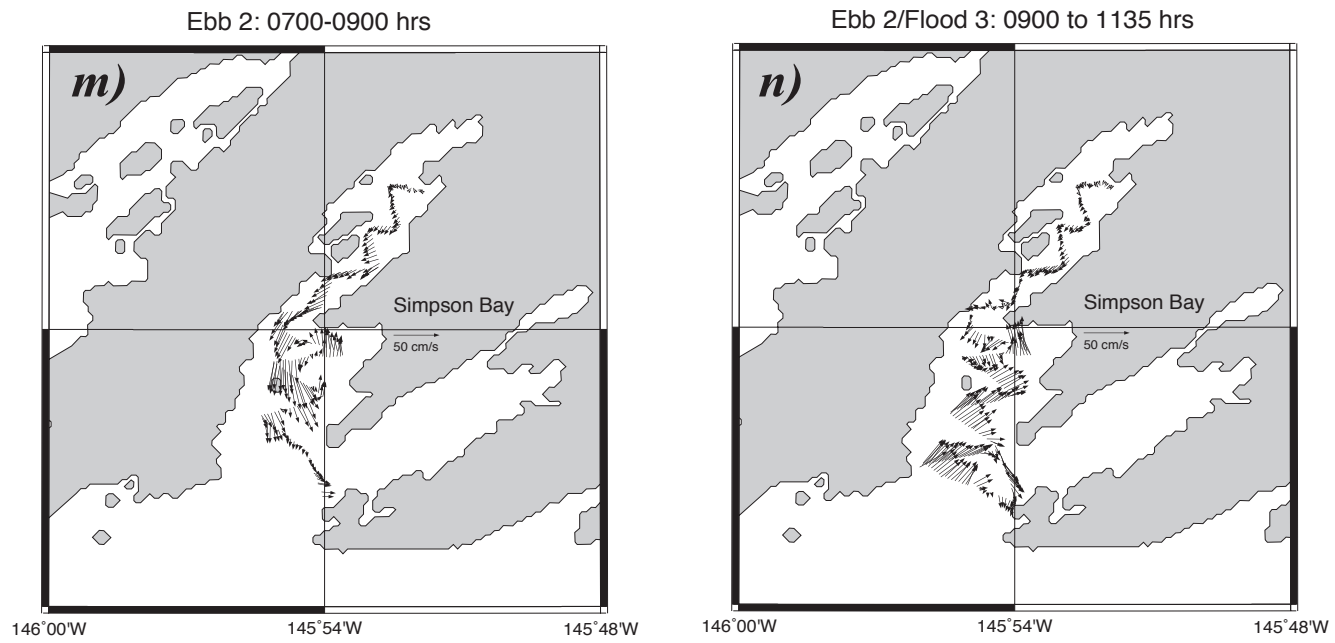 Ebb 2: 0700-0900 hrs
m)
Simpson Bay
50 cm/s
146˚00'W
145˚54'W
145˚48'W
Ebb 2/Flood 3: 0900 to 1135 hrs
n)
Simpson Bay
50 cm/s
146˚00'W
145˚54'W
145˚48'W